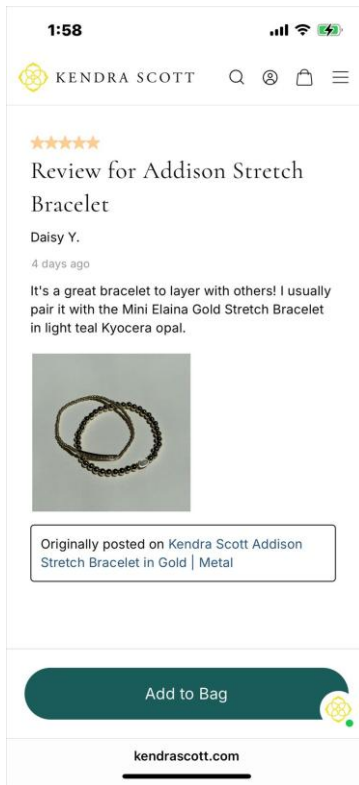 1:58
KENDRA SCOTT
Review for Addison Stretch
Bracelet
Daisy Y.
4 days ago
It's a great bracelet to layer with others! I usually
pair it with the Mini Elaina Gold Stretch Bracelet
in light teal Kyocera opal.
Originally posted on Kendra Scott Addison
Stretch Bracelet in Gold | Metal
Add to Bag
kendrascott.com